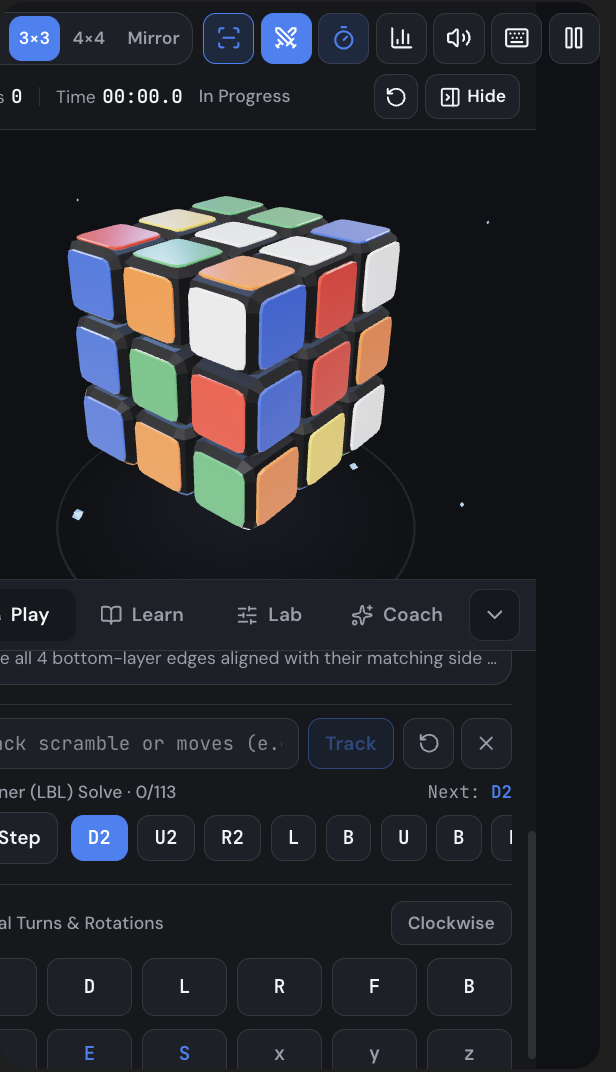 3×3 4×4 Mirror
s 0 Time 00:00.0 In Progress Hide
Play Learn Lab Coach
e all 4 bottom-layer edges aligned with their matching side ...
ack scramble or moves (e. Track
ner (LBL) Solve · 0/113 Next: D2
Step D2 U2 R2 L B U B
al Turns & Rotations Clockwise
D L R F B
E S x y z